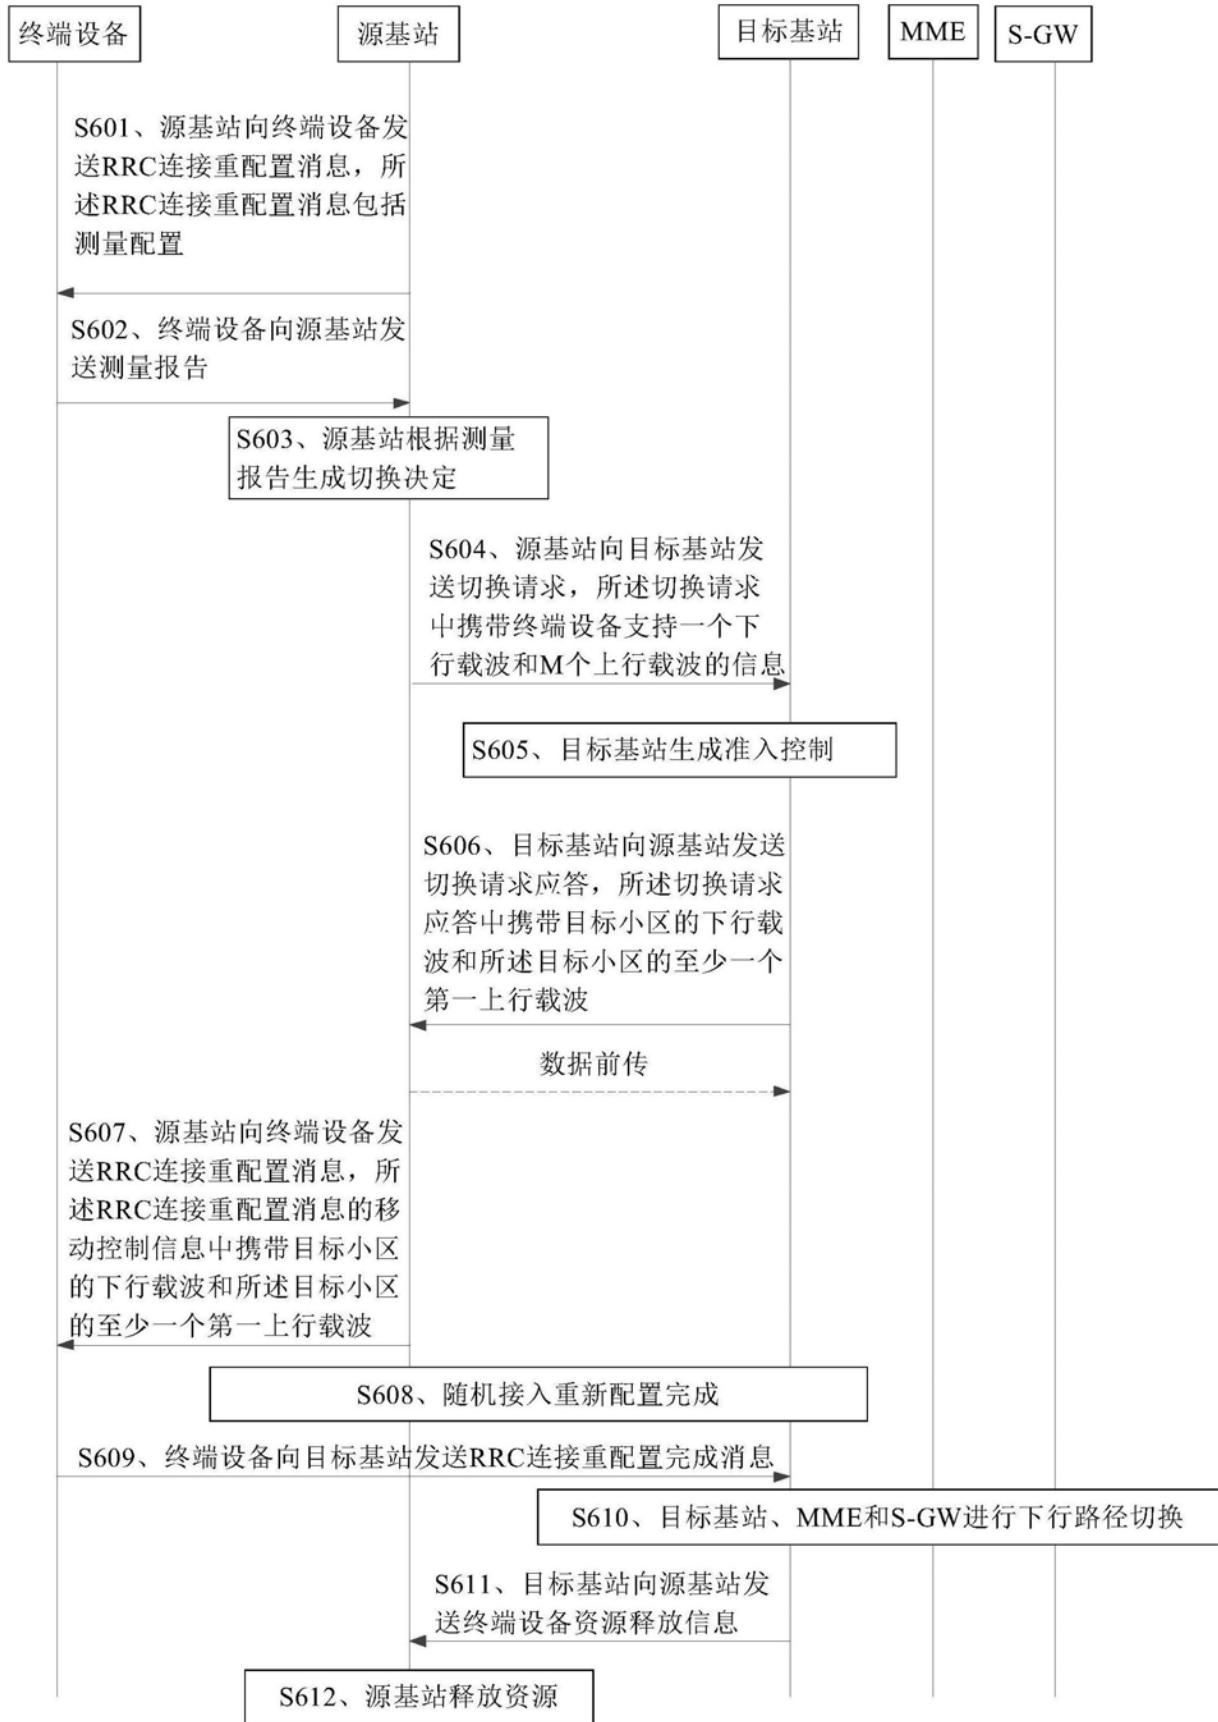 终端设备
源基站
目标基站
MME
S-GW
S601、源基站向终端设备发
送RRC连接重配置消息，所
述RRC连接重配置消息包括
测量配置
S602、终端设备向源基站发
送测量报告
S603、源基站根据测量
报告生成切换决定
S604、源基站向目标基站发
送切换请求，所述切换请求
中携带终端设备支持一个下
行载波和M个上行载波的信息
S605、目标基站生成准入控制
S606、目标基站向源基站发送
切换请求应答，所述切换请求
应答中携带目标小区的下行载
波和所述目标小区的至少一个
第一上行载波
数据前传
S607、源基站向终端设备发
送RRC连接重配置消息，所
述RRC连接重配置消息的移
动控制信息中携带目标小区
的下行载波和所述目标小区
的至少一个第一上行载波
S608、随机接入重新配置完成
S609、终端设备向目标基站发送RRC连接重配置完成消息
S610、目标基站、MME和S-GW进行下行路径切换
S611、目标基站向源基站发
送终端设备资源释放信息
S612、源基站释放资源